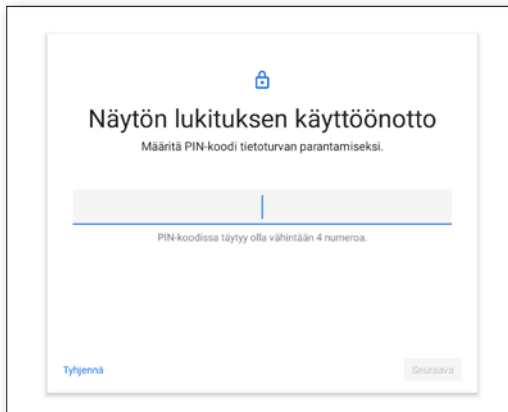 Näytön lukituksen käyttöönotto
Määritä PIN-koodi tietoturvan parantamiseksi.
PIN-koodissa täytyy olla vähintään 4 numeroa.
Tyhjennä
Seuraava